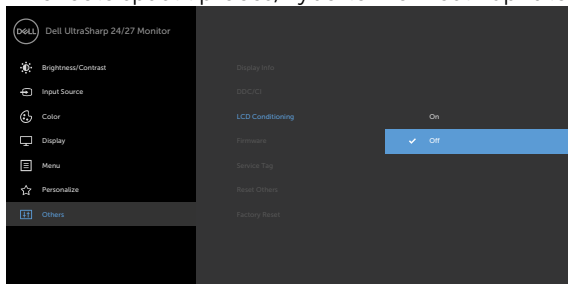 DELL
Dell UltraSharp 24/27 Monitor
Brightness/Contrast
Input Source
Color
Display
Menu
Personalize
Others
Display Info
DDC/CI
LCD Conditioning
Firmware
Service Tag
Reset Others
Factory Reset
On
Off